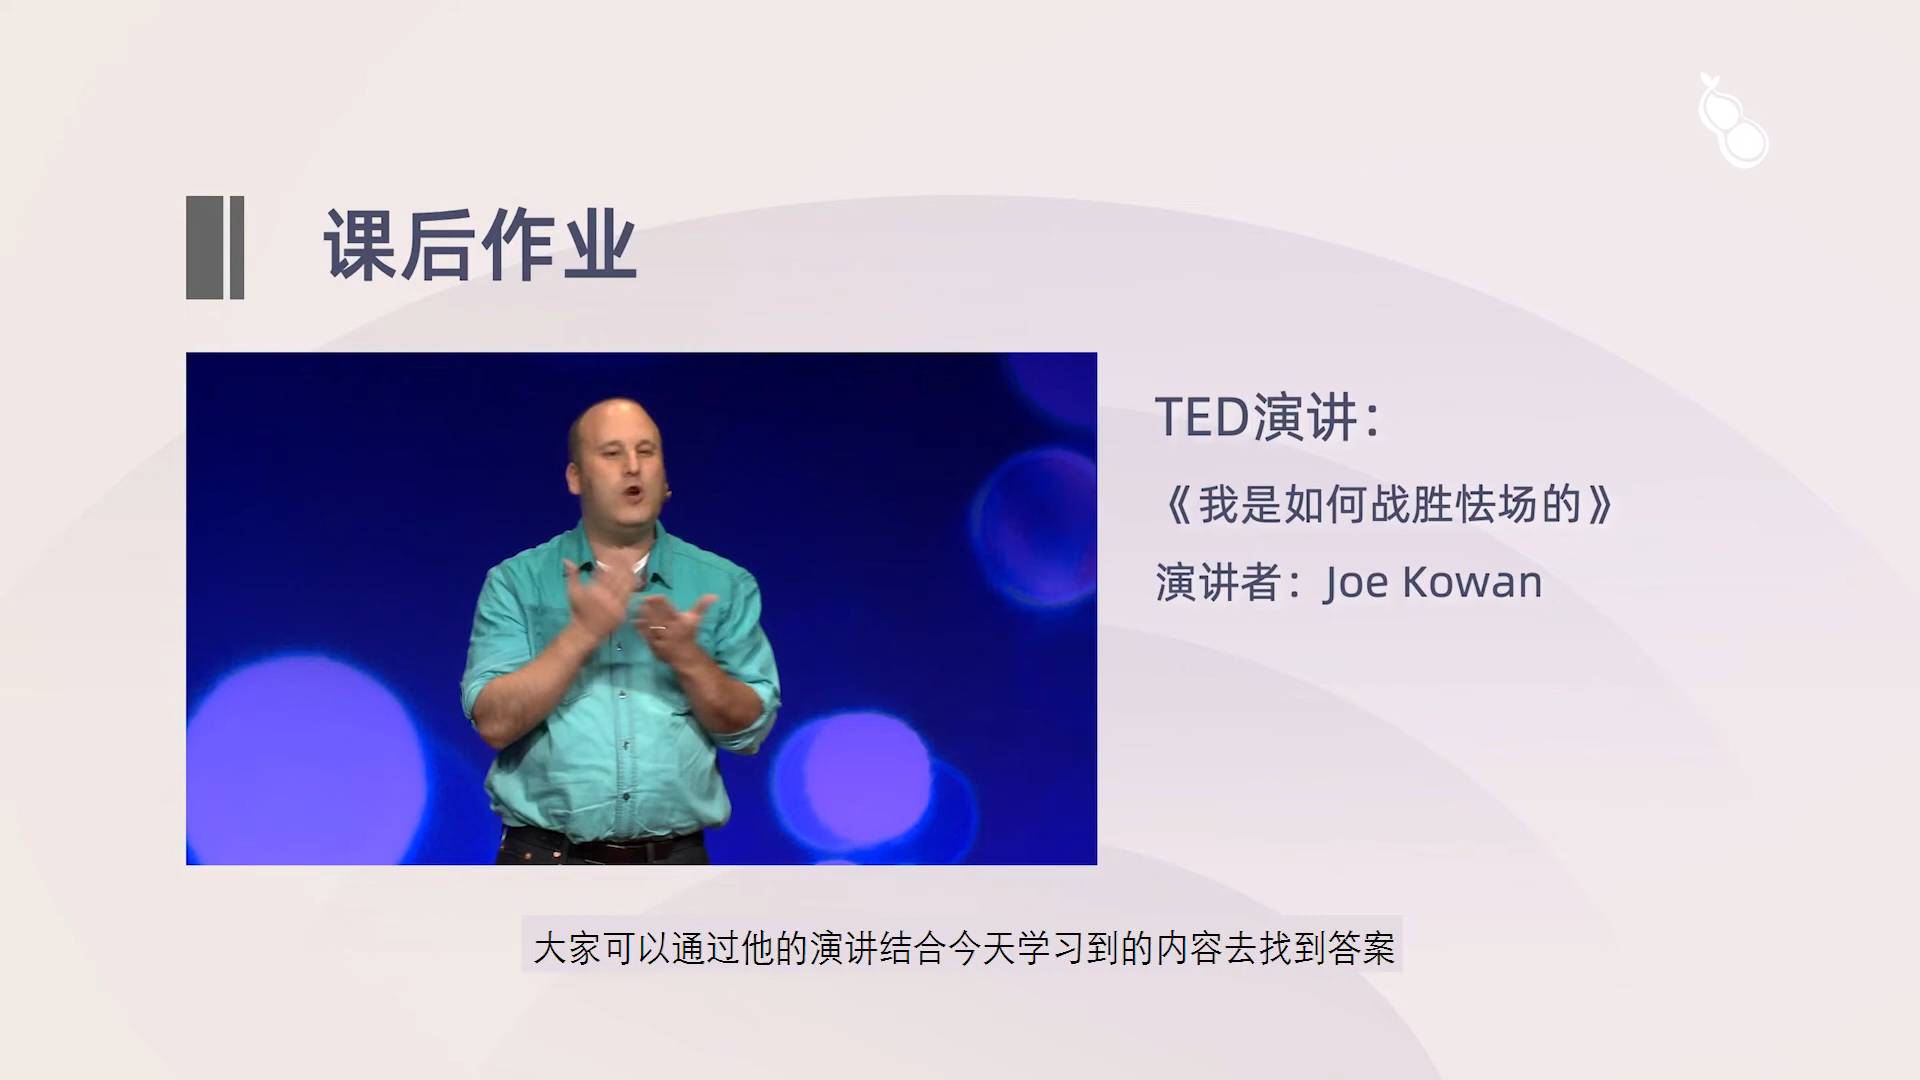 课后作业
TED演讲：
《我是如何战胜怯场的》
演讲者：Joe Kowan
大家可以通过他的演讲结合今天学习到的内容去找到答案